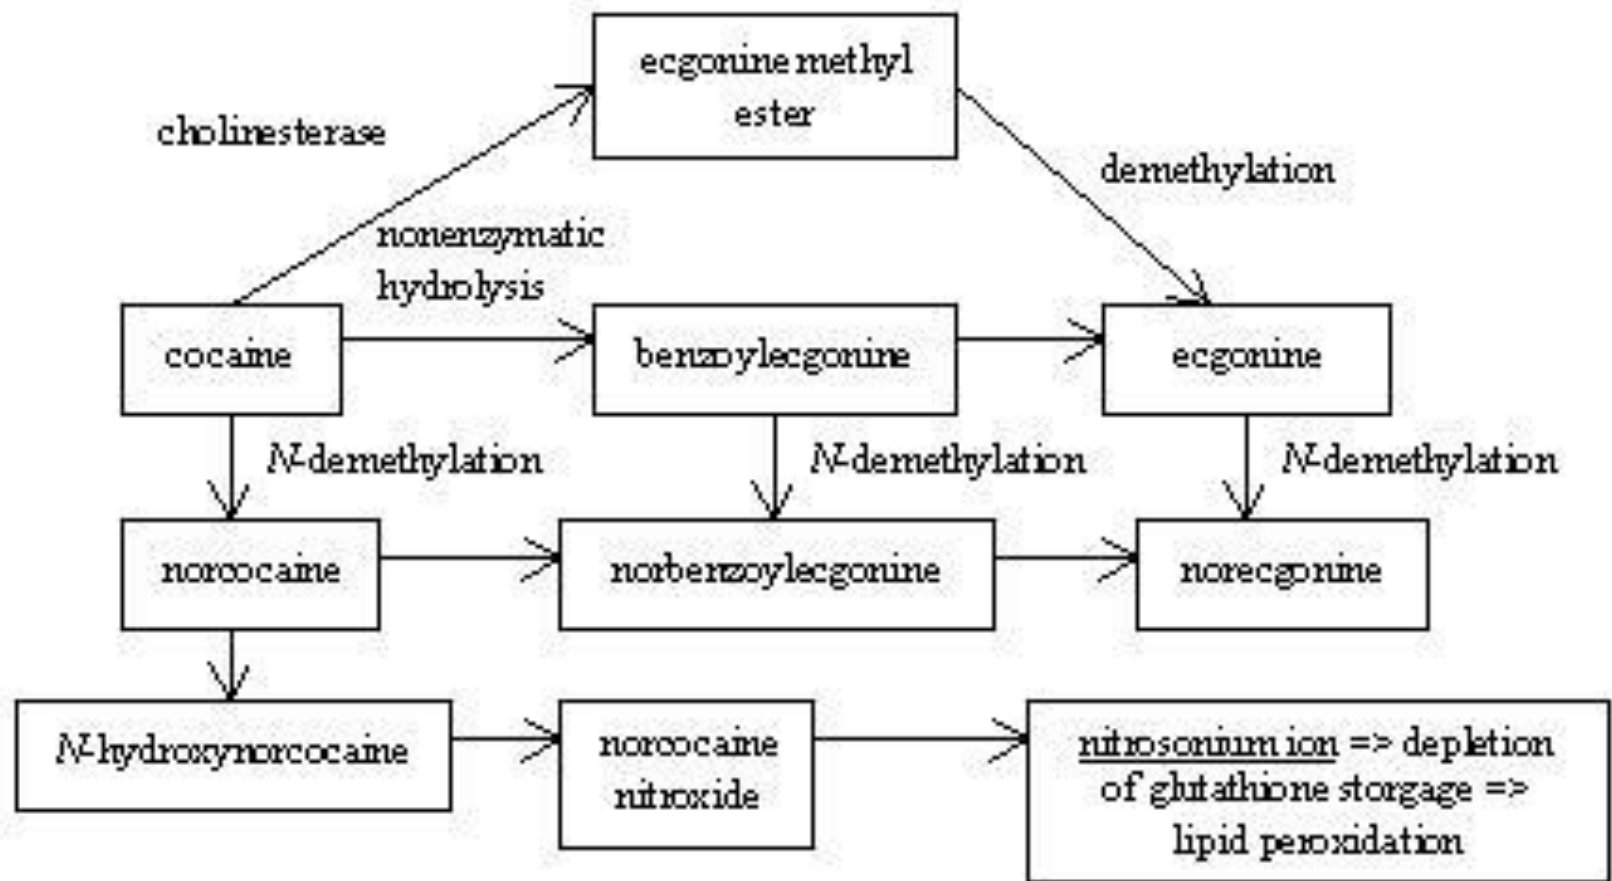 ecgonine methyl
ester
cholinesterase
demethylation
nonenzymatic
hydrolysis
cocaine
benzoylecgonine
ecgonine
N-demethylation
N-demethylation
N-demethylation
norcocaine
norbenzoylecgonine
norecgonine
N-hydroxynorcocaine
norcocaine
nitroxide
nitrosonium ion => depletion
of glutathione storgage =>
lipid peroxidation